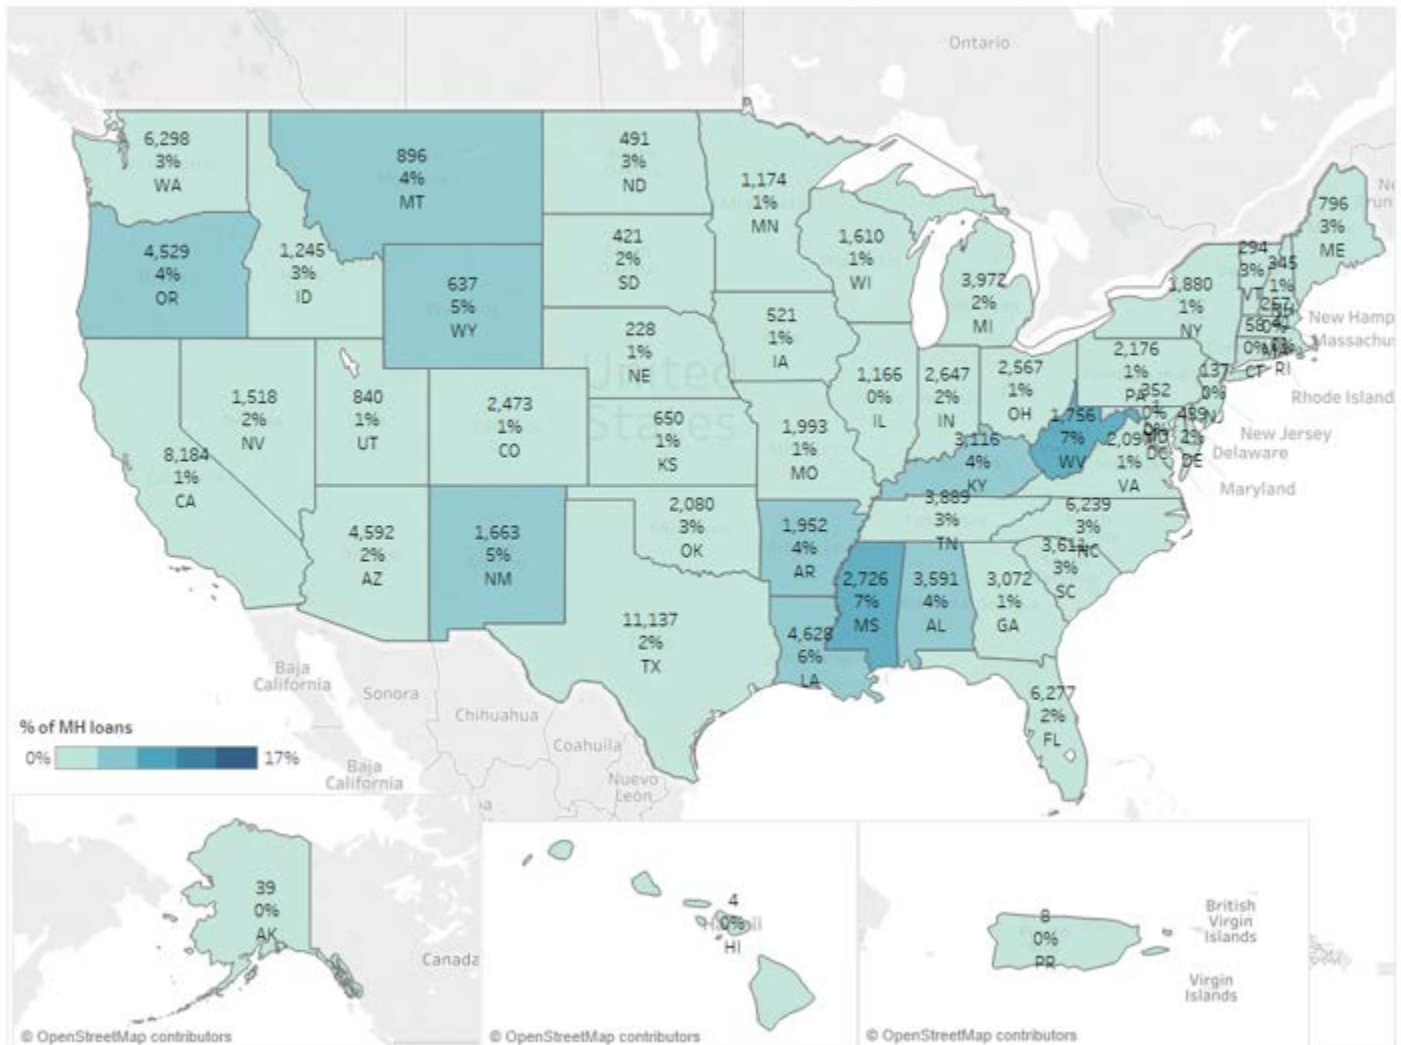 Ontario
6,298
3%
WA
896
4%
MT
491
3%
ND
1,174
1%
MN
796
3%
ME
4,529
4%
OR
1,245
3%
ID
637
5%
WY
421
2%
SD
1,610
1%
WI
3,972
2%
MI
1,880
1%
NY
294
3%
VT
345
1%
New Hamp
Massachu
Rhode Island
228
1%
NE
521
1%
IA
United
States
1,518
2%
NV
840
1%
UT
2,473
1%
CO
650
1%
KS
1,993
1%
MO
1,166
0%
IL
2,647
2%
IN
2,567
1%
OH
2,176
1%
PA
58
0%
CT
RI
137
0%
NJ
352
0%
DC
439
DE
New Jersey
Delaware
Maryland
8,184
1%
CA
1,756
7%
WV
1%
VA
3,116
4%
KY
4,592
2%
AZ
1,663
5%
NM
2,080
3%
OK
1,952
4%
AR
3,889
3%
TN
6,239
3%
NC
3%
SC
11,137
2%
TX
4,628
6%
LA
2,726
7%
MS
3,591
4%
AL
3,072
1%
GA
6,277
2%
FL
Baja
California
Sonora
Chihuahua
Coahuila
Nuevo
León
Baja
California
% of MH loans
0%
17%
39
0%
AK
Canada
© OpenStreetMap contributors
4
0%
HI
© OpenStreetMap contributors
8
0%
PR
British
Virgin
Islands
Virgin
Islands
© OpenStreetMap contributors